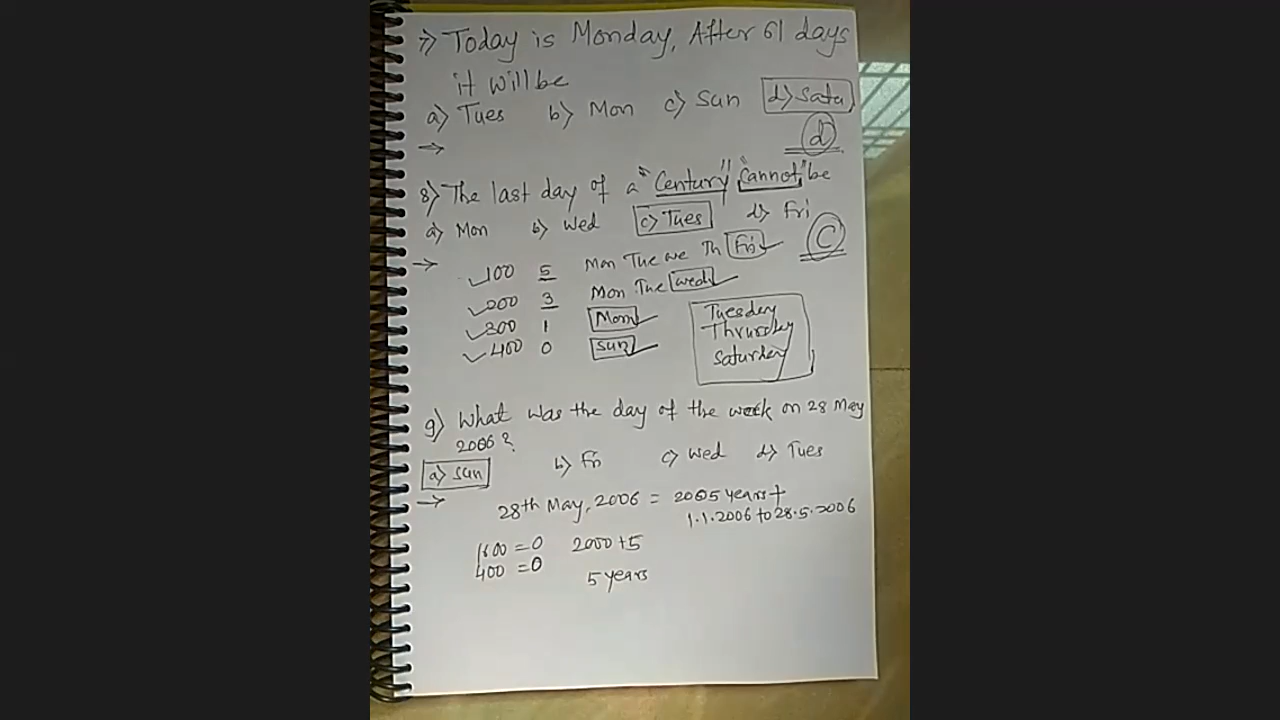 7) Today is Monday, After 61 days
it will be
a) Tues b) Mon c) Sun d) Satu
→ d
8) The last day of a "Century" "Cannot" be
a) Mon b) Wed c) Tues d) Fri
→ C
✓100 5 Mon Tue we Th Fri ✓
✓200 3 Mon Tue wed ✓
✓300 1 Mom ✓
✓400 0 sun ✓
Tuesday
Thrusday
Saturday
9) What was the day of the week on 28 May
2006?
a) Sun b) Fri c) Wed d) Tues
→ 28th May, 2006 = 2005 years +
1.1.2006 to 28.5.2006
1600 = 0 2000 + 5
400 = 0
5 years